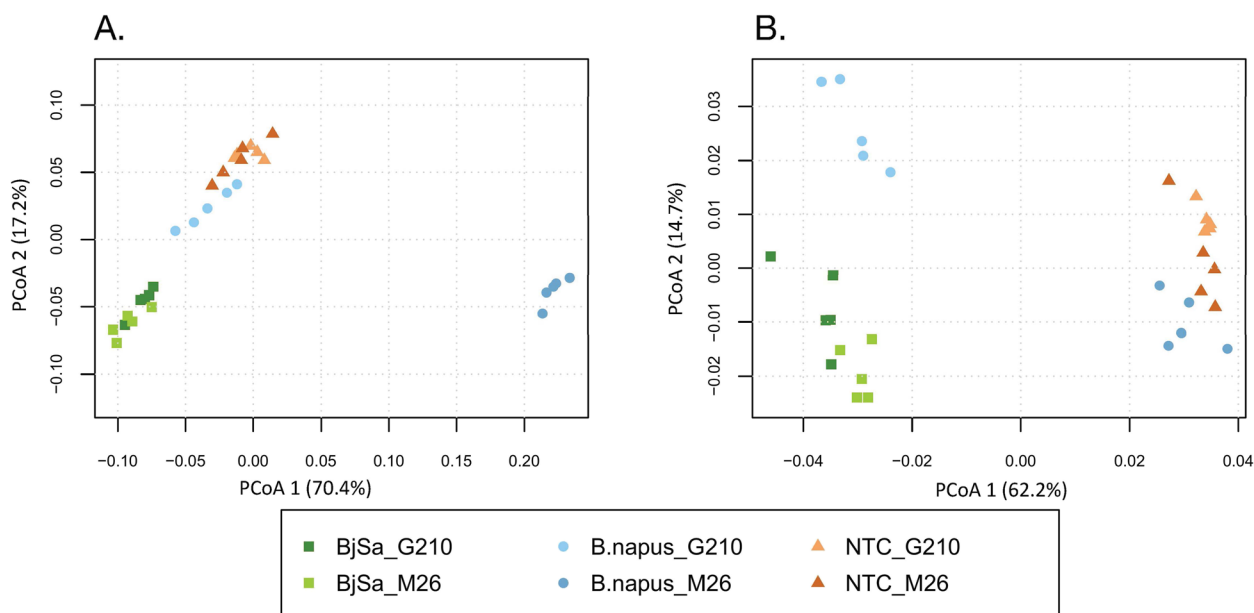 A.
PCoA 2 (17.2%)
0.10
0.05
0.00
−0.05
−0.10
−0.10 −0.05 0.00 0.05 0.10 0.15 0.20
PCoA 1 (70.4%)
B.
PCoA 2 (14.7%)
0.03
0.02
0.01
0.00
−0.01
−0.02
−0.04 −0.02 0.00 0.02 0.04
PCoA 1 (62.2%)
BjSa_G210 B.napus_G210 NTC_G210
BjSa_M26 B.napus_M26 NTC_M26